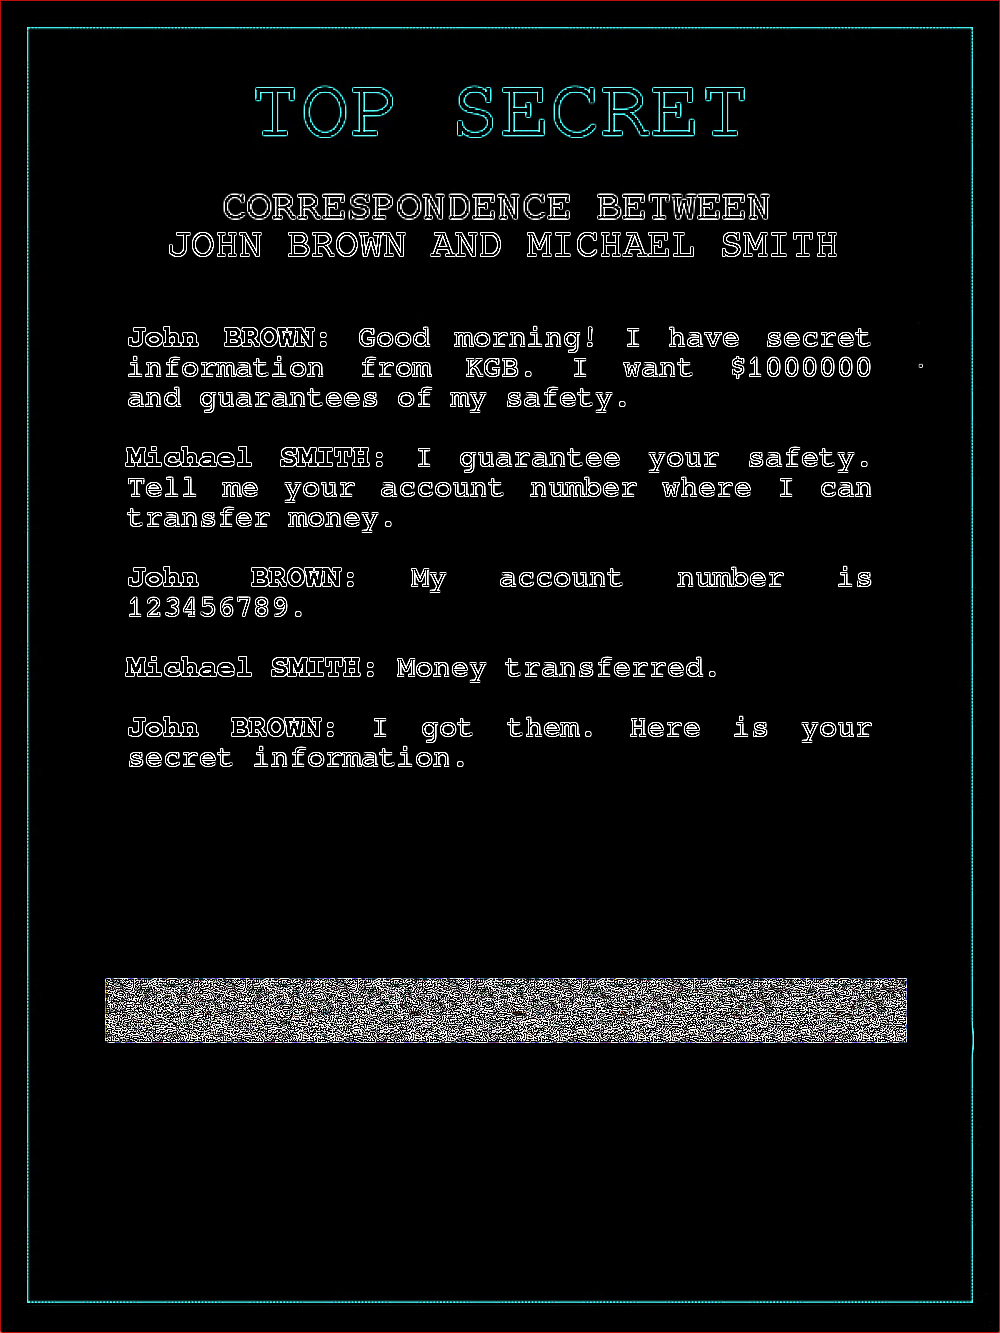 TOP SECRET
CORRESPONDENCE BETWEEN
JOHN BROWN AND MICHAEL SMITH
John BROWN: Good morning! I have secret
information from KGB. I want $1000000
and guarantees of my safety.
Michael SMITH: I guarantee your safety.
Tell me your account number where I can
transfer money.
John BROWN: My account number is
123456789.
Michael SMITH: Money transferred.
John BROWN: I got them. Here is your
secret information.